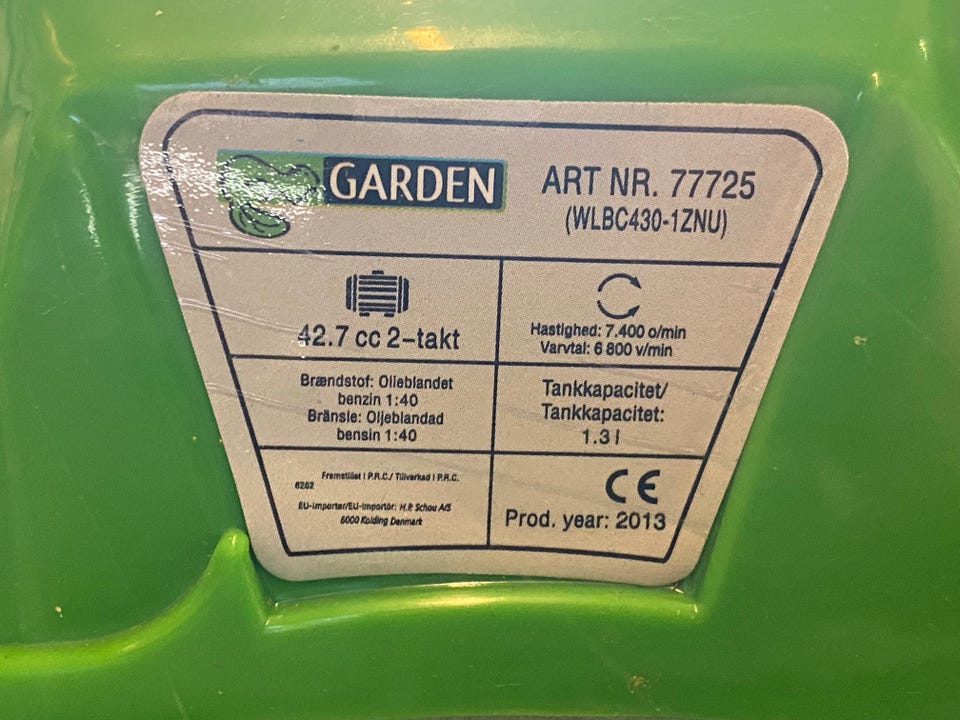 GARDEN
ART NR. 77725
(WLBC430-1ZNU)
42.7 cc 2-takt
Hastighed: 7.400 o/min
Varvtal: 6 800 v/min
Brændstof: Olieblandet
benzin 1:40
Bränsle: Oljeblandad
bensin 1:40
Tankkapacitet/
Tankkapacitet:
1.3 l
Fremstillet i P.R.C./ Tillverkad i P.R.C.
6262
EU-importør/EU-Importör: H.P. Schou A/S
6000 Kolding Denmark
CE
Prod. year: 2013